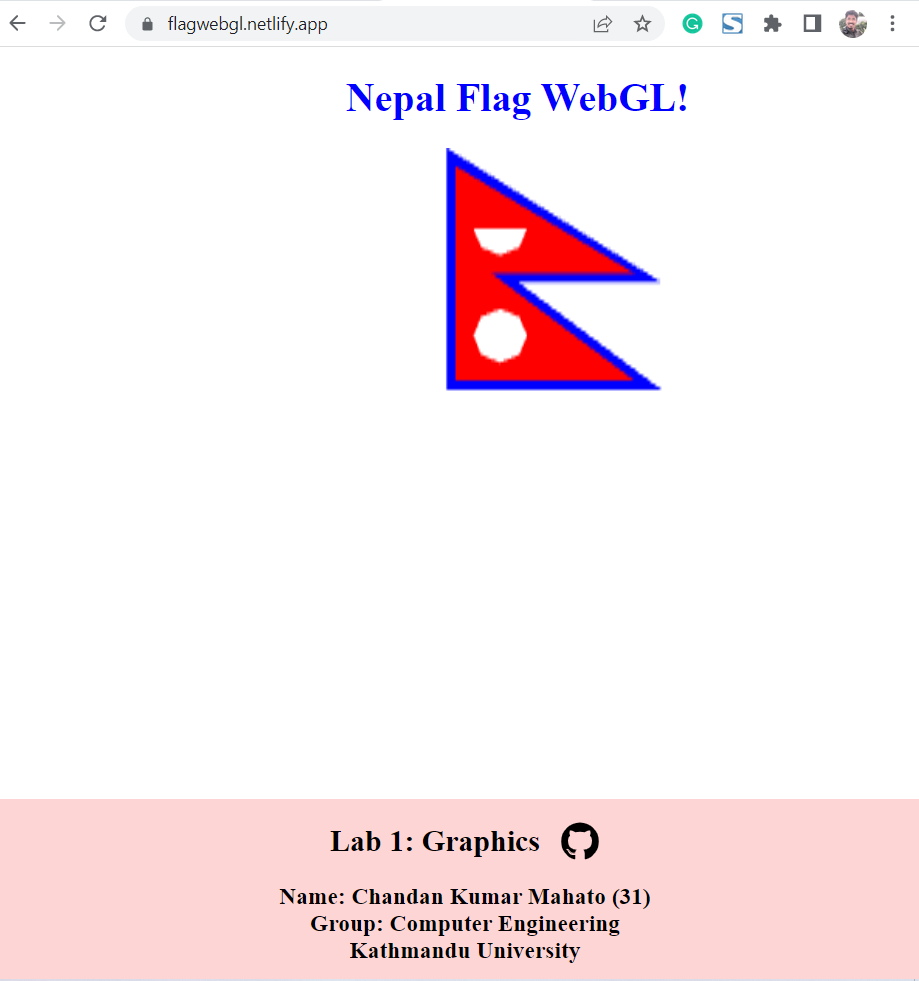 flagwebgl.netlify.app
Nepal Flag WebGL!
Lab 1: Graphics
Name: Chandan Kumar Mahato (31)
Group: Computer Engineering
Kathmandu University